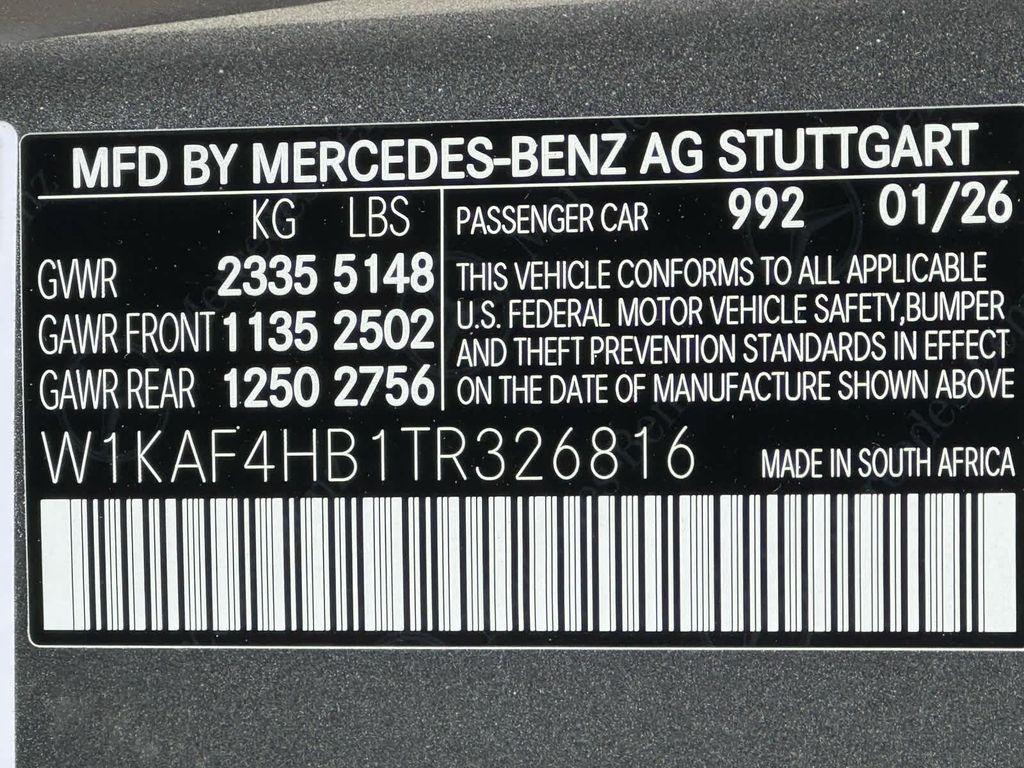 MFD BY MERCEDES-BENZ AG STUTTGART
KG LBS
GVWR 2335 5148
GAWR FRONT 1135 2502
GAWR REAR 1250 2756
PASSENGER CAR 992 01/26
THIS VEHICLE CONFORMS TO ALL APPLICABLE
U.S. FEDERAL MOTOR VEHICLE SAFETY,BUMPER
AND THEFT PREVENTION STANDARDS IN EFFECT
ON THE DATE OF MANUFACTURE SHOWN ABOVE
W1KAF4HB1TR326816 MADE IN SOUTH AFRICA